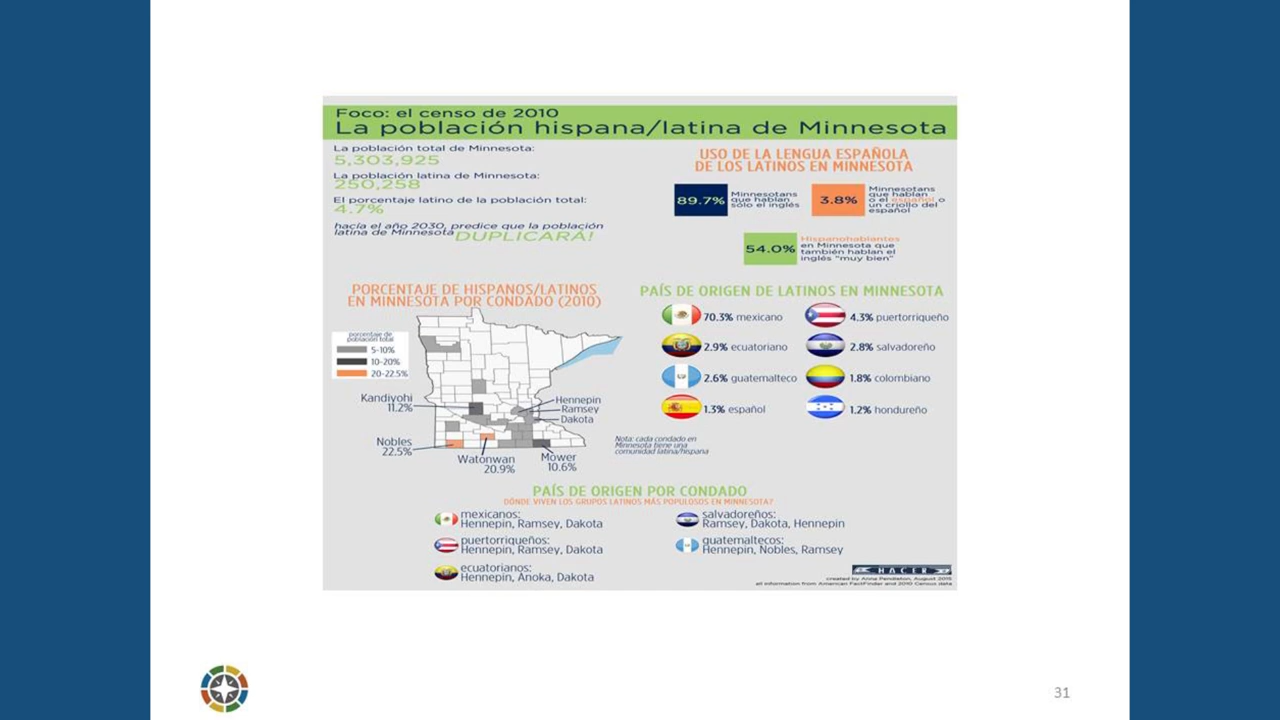 Foco: el censo de 2010
La población hispana/latina de Minnesota
La población total de Minnesota:
5,303,925
La población latina de Minnesota:
250,258
El porcentaje latino de la población total:
4.7%
hacía el año 2030, predice que la población
latina de Minnesota DUPLICARÁ!
USO DE LA LENGUA ESPAÑOLA
DE LOS LATINOS EN MINNESOTA
89.7%
Minnesotans
que hablan
sólo el inglés
3.8%
Minnesotans
que hablan
o el español o
un criollo del
español
54.0%
Hispanohablantes
en Minnesota que
también hablan el
inglés "muy bien"
PORCENTAJE DE HISPANOS/LATINOS
EN MINNESOTA POR CONDADO (2010)
porcentaje de
población total
5-10%
10-20%
20-22.5%
Kandiyohi
11.2%
Hennepin
Ramsey
Dakota
Nobles
22.5%
Watonwan
20.9%
Mower
10.6%
Nota: cada condado en
Minnesota tiene una
comunidad latina/hispana
PAÍS DE ORIGEN DE LATINOS EN MINNESOTA
70.3% mexicano
4.3% puertorriqueño
2.9% ecuatoriano
2.8% salvadoreño
2.6% guatemalteco
1.8% colombiano
1.3% español
1.2% hondureño
PAÍS DE ORIGEN POR CONDADO
DÓNDE VIVEN LOS GRUPOS LATINOS MÁS POPULOSOS EN MINNESOTA?
mexicanos:
Hennepin, Ramsey, Dakota
salvadoreños:
Ramsey, Dakota, Hennepin
puertorriqueños:
Hennepin, Ramsey, Dakota
guatemaltecos:
Hennepin, Nobles, Ramsey
ecuatorianos:
Hennepin, Anoka, Dakota
HACER
created by Anna Pendleton, August
all information from American FactFinder and 2010 Census data
31